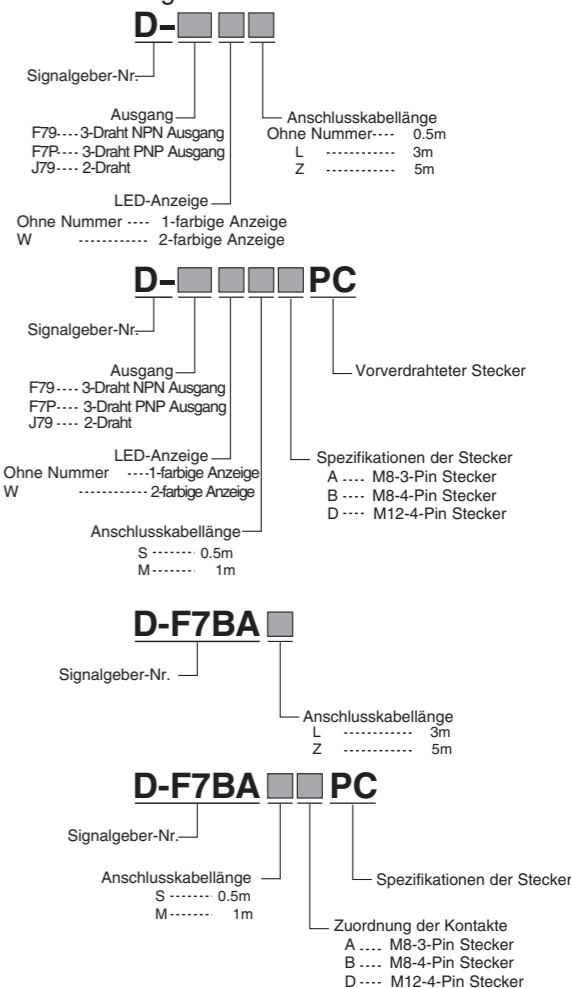 D-
Signalgeber-Nr.
Ausgang
F79---- 3-Draht NPN Ausgang
F7P---- 3-Draht PNP Ausgang
J79---- 2-Draht
Anschlusskabellänge
Ohne Nummer---- 0.5m
L ------------ 3m
Z ------------ 5m
LED-Anzeige
Ohne Nummer ---- 1-farbige Anzeige
W ------------ 2-farbige Anzeige
D- PC
Signalgeber-Nr.
Ausgang
F79---- 3-Draht NPN Ausgang
F7P---- 3-Draht PNP Ausgang
J79 ---- 2-Draht
Vorverdrahteter Stecker
LED-Anzeige
Ohne Nummer ----1-farbige Anzeige
W ------------ 2-farbige Anzeige
Spezifikationen der Stecker
A ---- M8-3-Pin Stecker
B ---- M8-4-Pin Stecker
D ---- M12-4-Pin Stecker
Anschlusskabellänge
S -------- 0.5m
M-------- 1m
D-F7BA
Signalgeber-Nr.
Anschlusskabellänge
L ------------ 3m
Z ------------ 5m
D-F7BA PC
Signalgeber-Nr.
Anschlusskabellänge
S -------- 0.5m
M-------- 1m
Spezifikationen der Stecker
Zuordnung der Kontakte
A ---- M8-3-Pin Stecker
B ---- M8-4-Pin Stecker
D---- M12-4-Pin Stecker